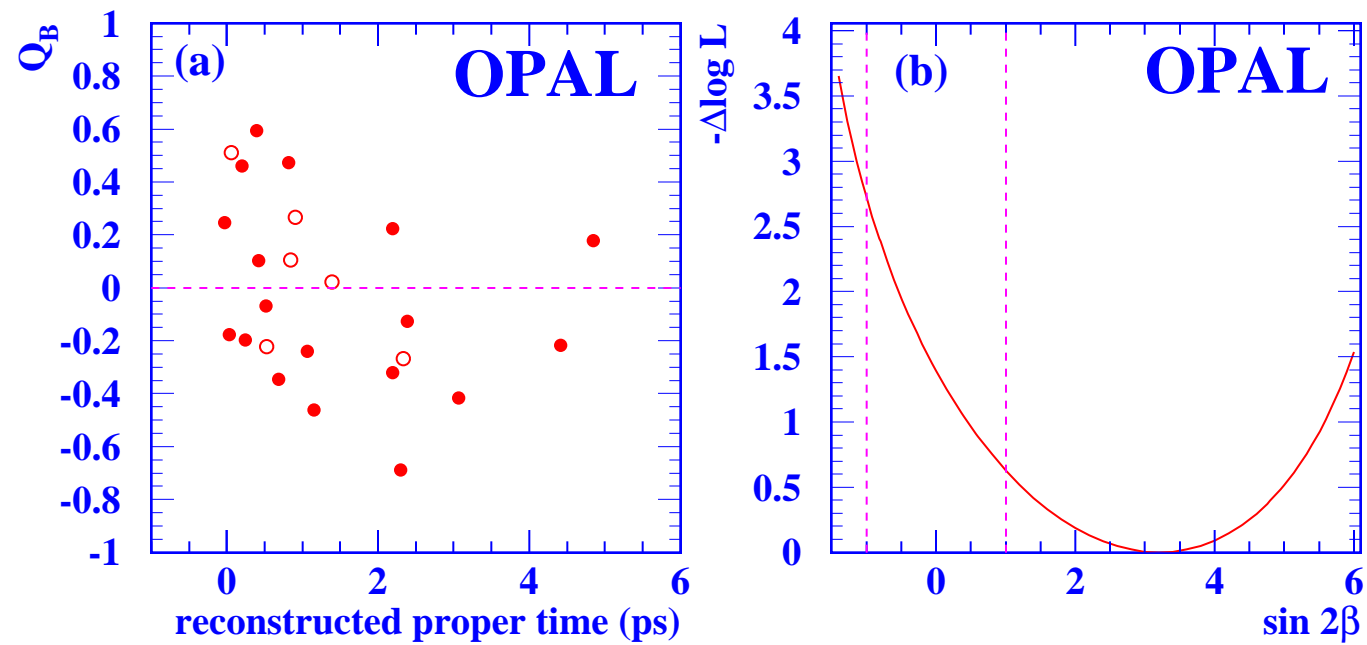 Q_B
1
0.8
0.6
0.4
0.2
0
-0.2
-0.4
-0.6
-0.8
-1
(a)
OPAL
0 2 4 6
reconstructed proper time (ps)
-Δlog L
4
3.5
3
2.5
2
1.5
1
0.5
0
(b)
OPAL
0 2 4 6
sin 2β